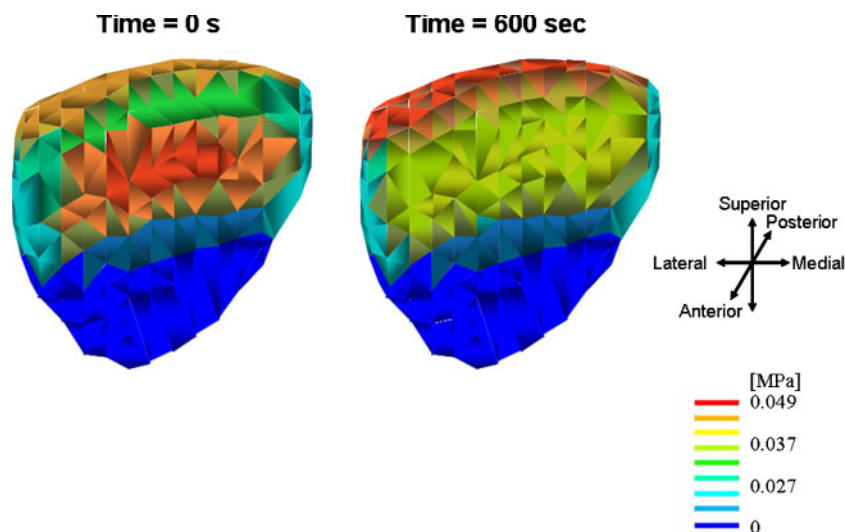 Time = 0 s
Time = 600 sec
Superior
Posterior
Lateral
Medial
Anterior
[MPa]
0.049
0.037
0.027
0